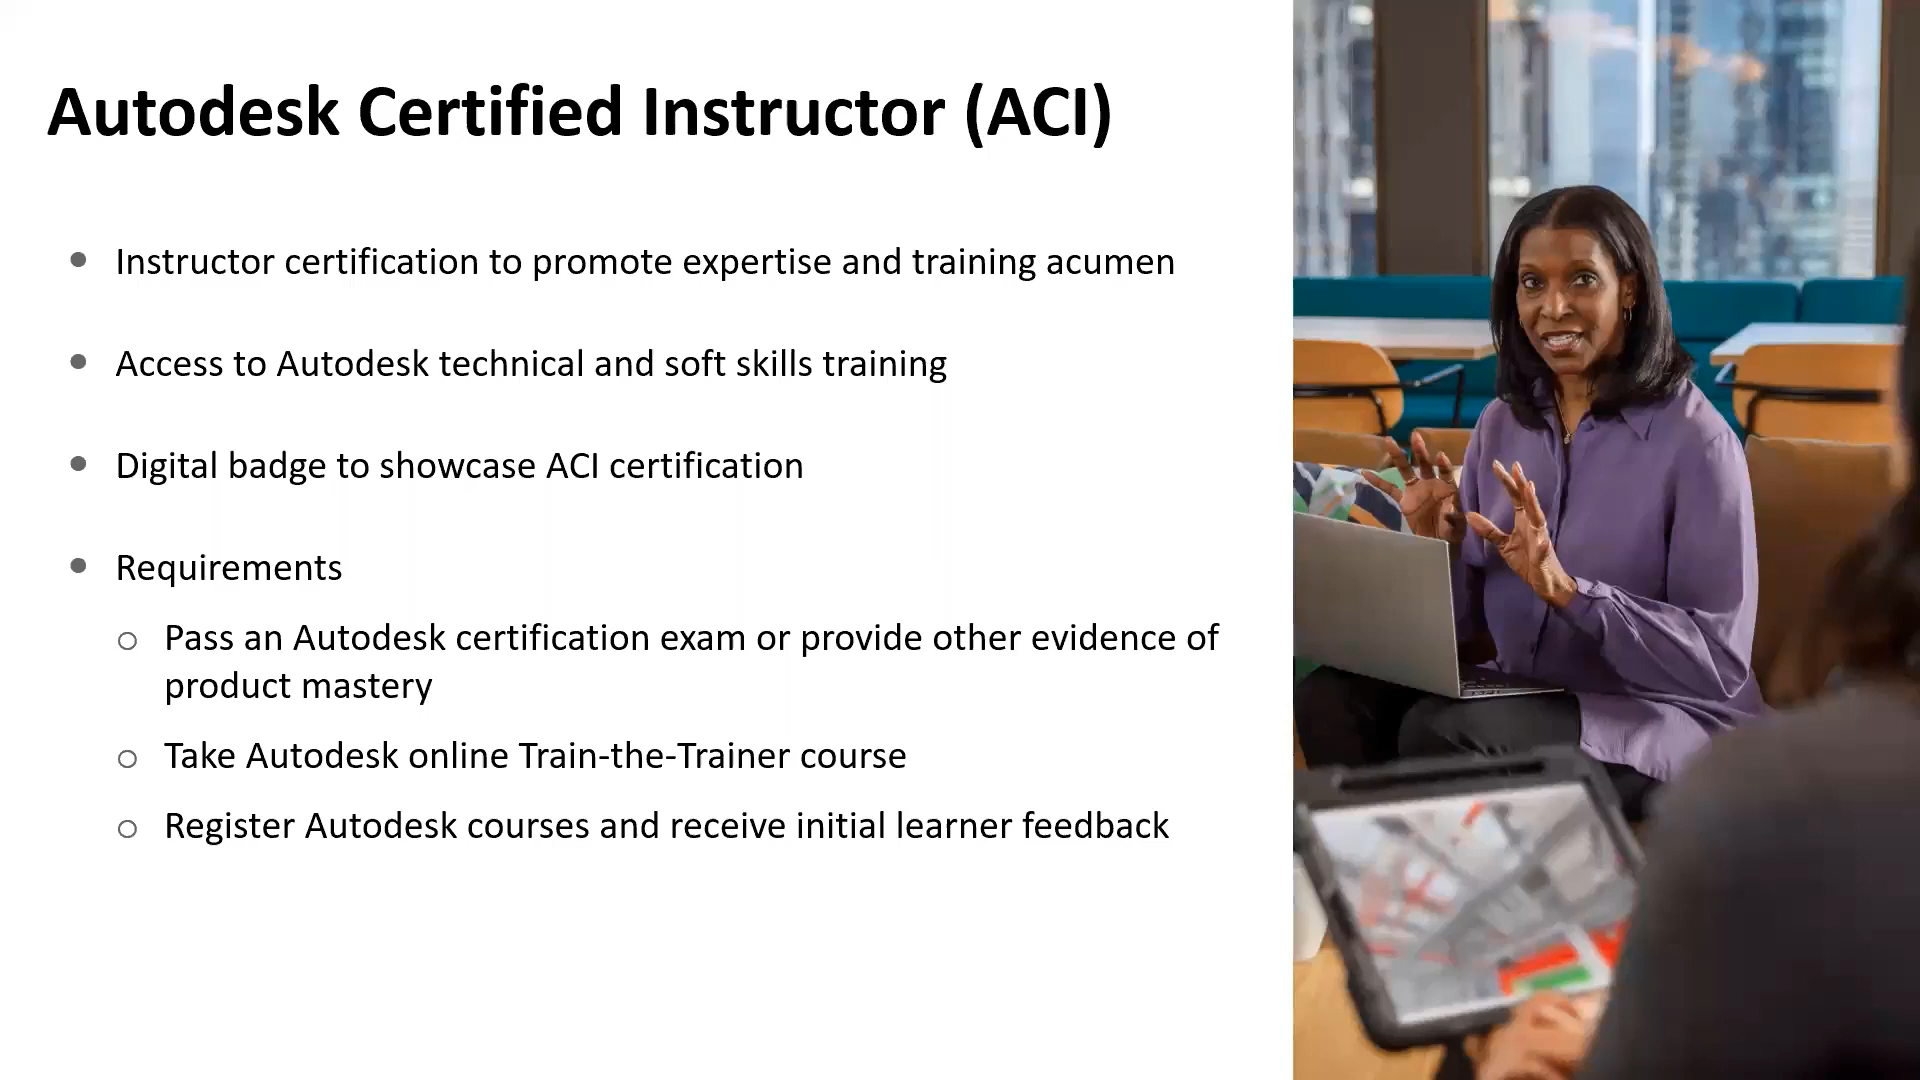 Autodesk Certified Instructor (ACI)
• Instructor certification to promote expertise and training acumen
• Access to Autodesk technical and soft skills training
• Digital badge to showcase ACI certification
• Requirements
○ Pass an Autodesk certification exam or provide other evidence of
product mastery
○ Take Autodesk online Train-the-Trainer course
○ Register Autodesk courses and receive initial learner feedback